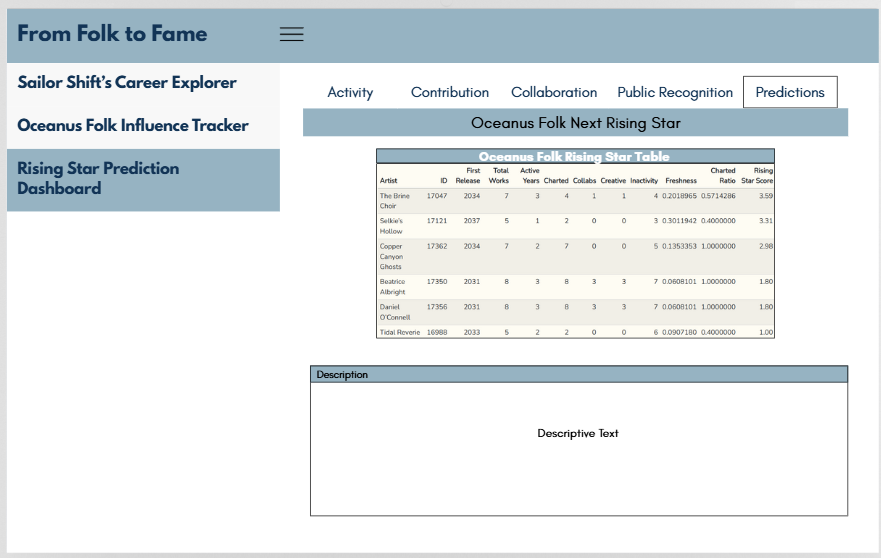 From Folk to Fame
Sailor Shift's Career Explorer
Oceanus Folk Influence Tracker
Rising Star Prediction
Dashboard
Activity Contribution Collaboration Public Recognition Predictions
Oceanus Folk Next Rising Star
Oceanus Folk Rising Star Table
First Total Active Charted Rising
Artist ID Release Works Years Charted Collabs Creative Inactivity Freshness Ratio Star Score
The Brine 17047 2034 7 3 4 1 1 4 0.2018965 0.5714286 3.59
Choir
Selkie's 17121 2037 5 1 2 0 0 3 0.3011942 0.4000000 3.31
Hollow
Copper 17362 2034 7 2 7 0 0 5 0.1353353 1.0000000 2.98
Canyon
Ghosts
Beatrice 17350 2031 8 3 8 3 3 7 0.0608101 1.0000000 1.80
Albright
Daniel 17356 2031 8 3 8 3 3 7 0.0608101 1.0000000 1.80
O'Connell
Tidal Reverie 16988 2033 5 2 2 0 0 6 0.0907180 0.4000000 1.00
Description
Descriptive Text